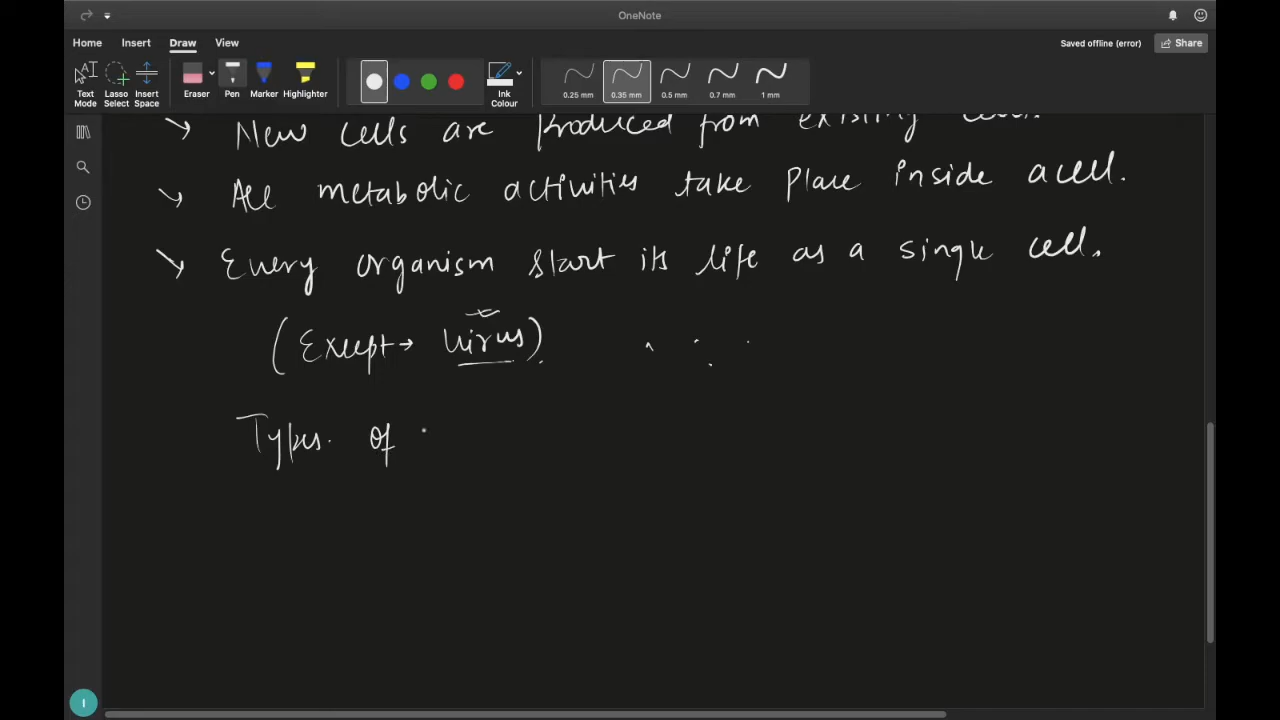 OneNote
Home Insert Draw View
Saved offline (error) Share
Text Mode Lasso Select Insert Space Eraser Pen Marker Highlighter Ink Colour 0.25 mm 0.35 mm 0.5 mm 0.7 mm 1 mm
→ New cells are produced from existing cells.
→ All metabolic activities take place inside a cell.
→ Every organism start its life as a single cell.
(Except → Virus)
Types of
I